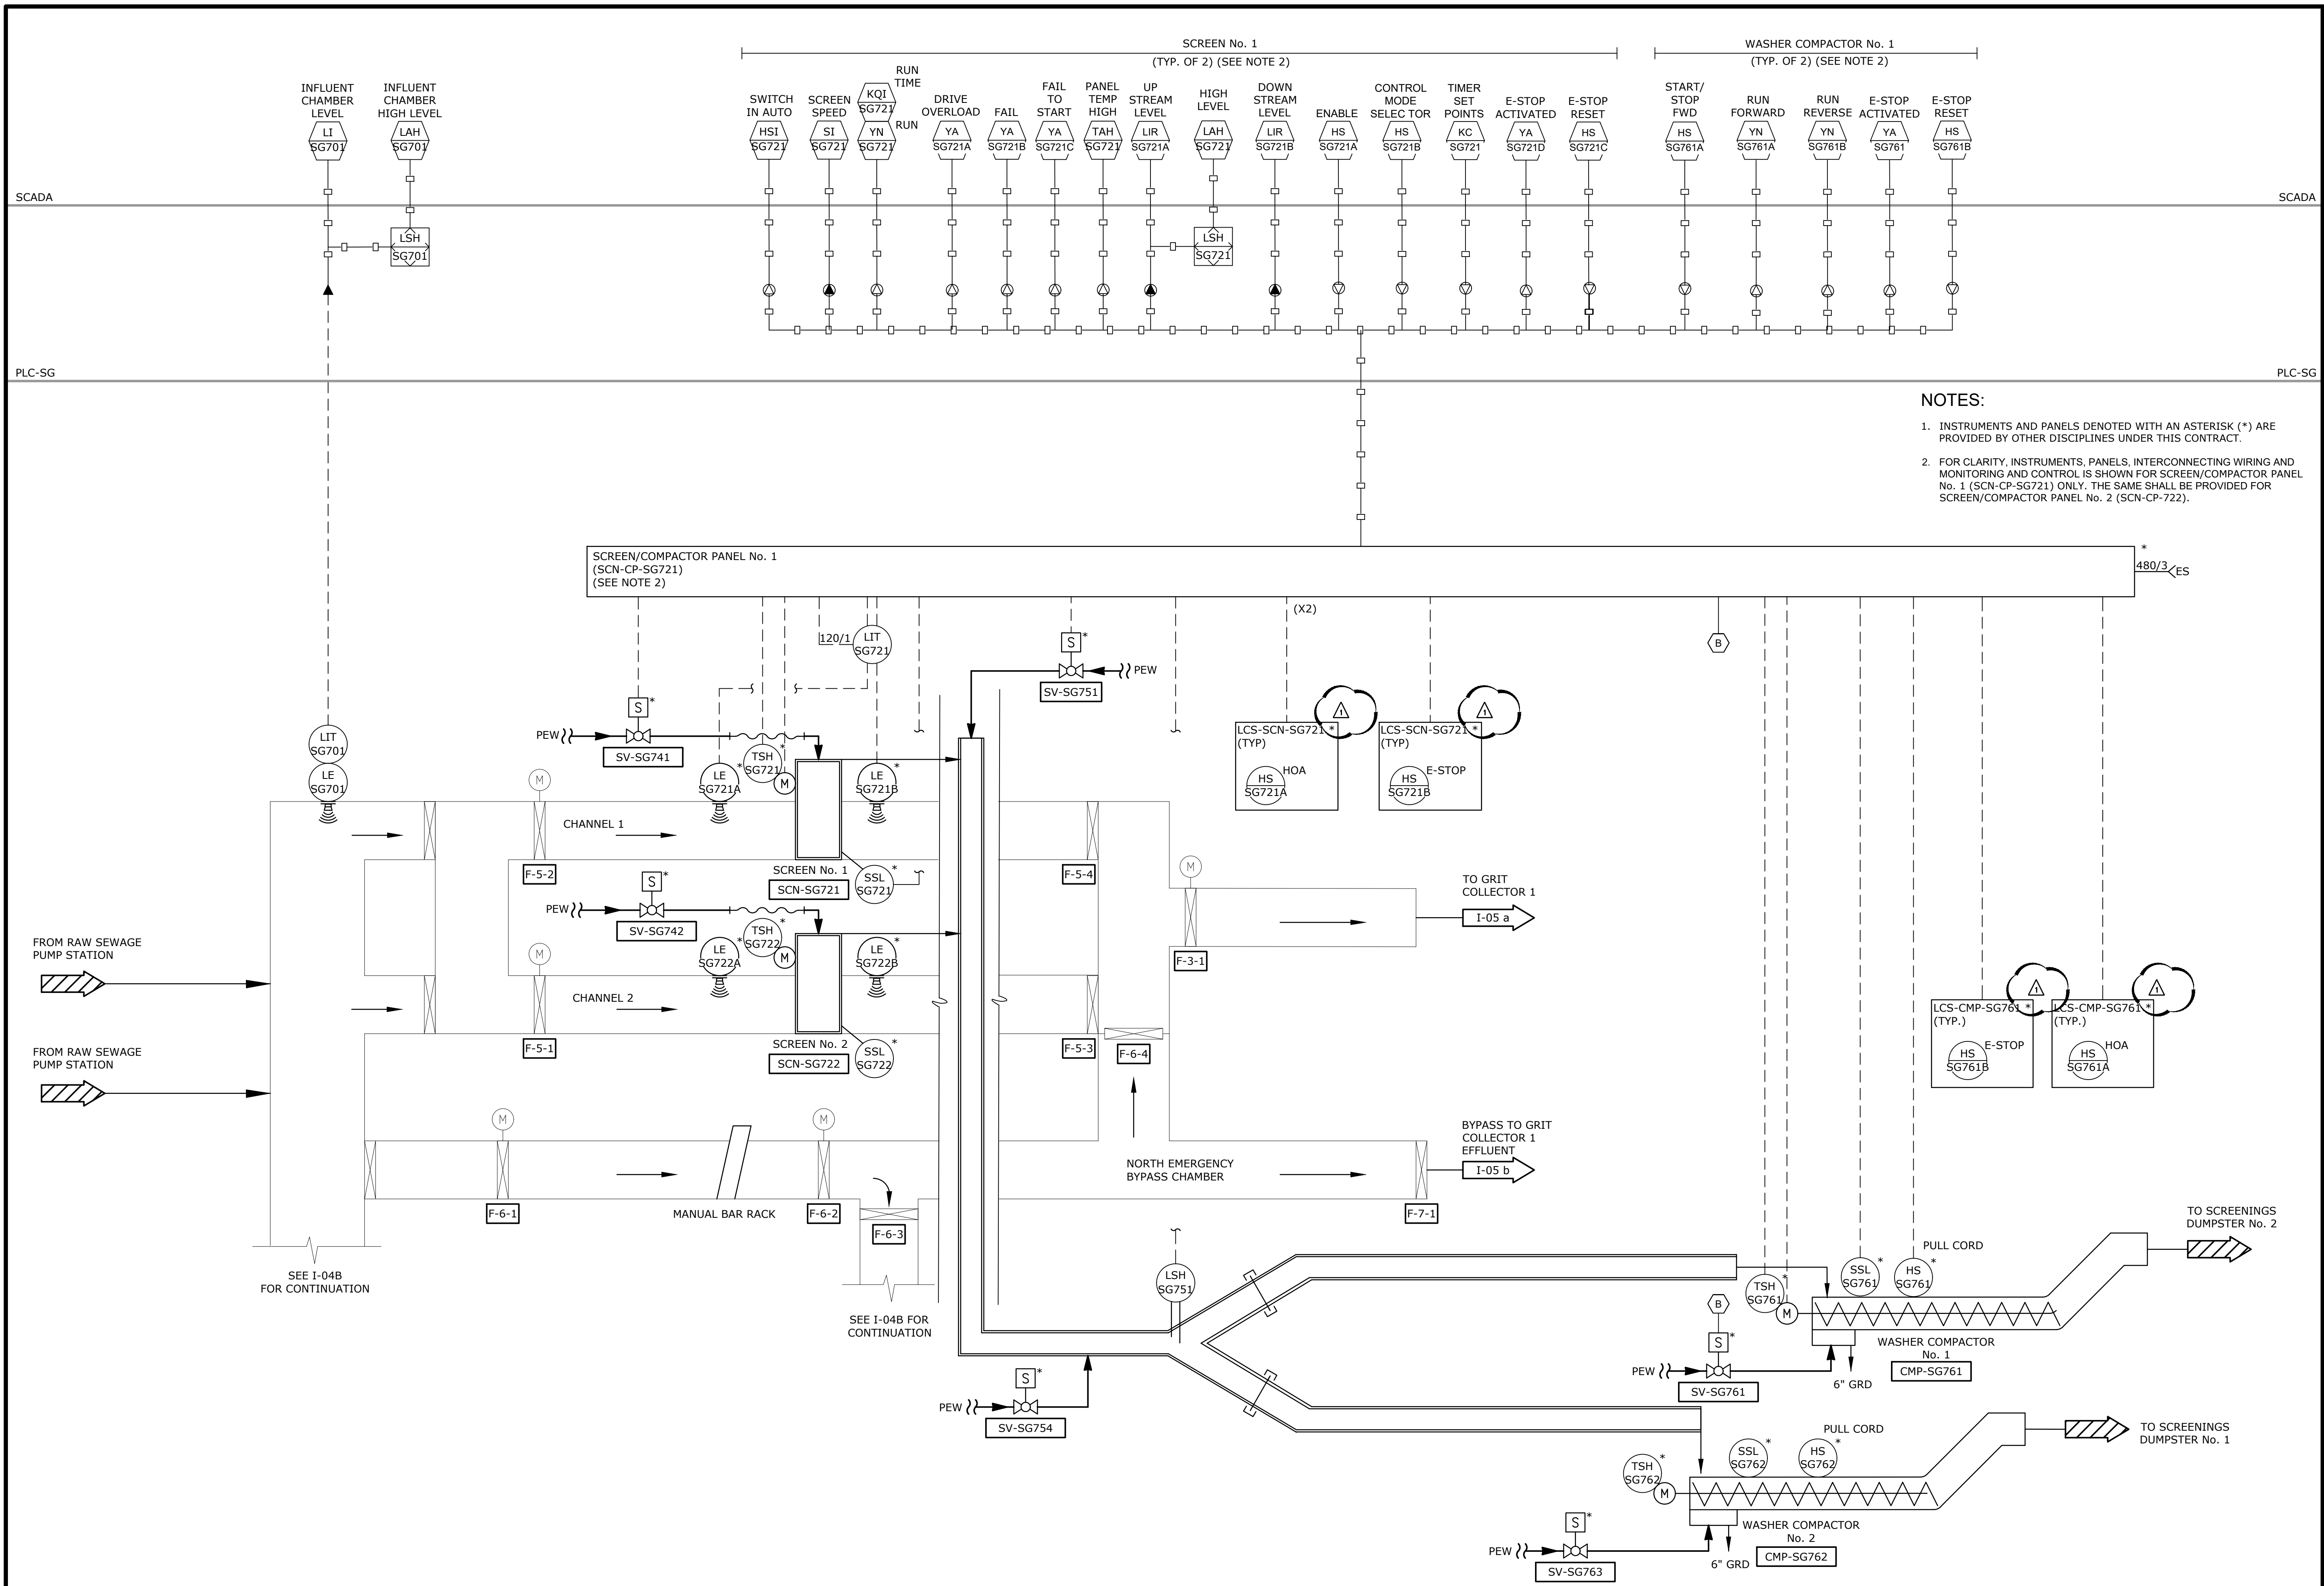 SCREEN No. 1
(TYP. OF 2) (SEE NOTE 2)
WASHER COMPACTOR No. 1
(TYP. OF 2) (SEE NOTE 2)
INFLUENT
CHAMBER
LEVEL
LI
SG701
INFLUENT
CHAMBER
HIGH LEVEL
LAH
SG701
SWITCH
IN AUTO
HSI
SG721
SCREEN
SPEED
SI
SG721
RUN
TIME
KQI
SG721
RUN
YN
SG721
DRIVE
OVERLOAD
YA
SG721A
FAIL
YA
SG721B
FAIL
TO
START
YA
SG721C
PANEL
TEMP
HIGH
TAH
SG721
UP
STREAM
LEVEL
LIR
SG721A
HIGH
LEVEL
LAH
SG721
DOWN
STREAM
LEVEL
LIR
SG721B
ENABLE
HS
SG721A
CONTROL
MODE
SELEC TOR
HS
SG721B
TIMER
SET
POINTS
KC
SG721
E-STOP
ACTIVATED
YA
SG721D
E-STOP
RESET
HS
SG721C
START/
STOP
FWD
HS
SG761A
RUN
FORWARD
YN
SG761A
RUN
REVERSE
YN
SG761B
E-STOP
ACTIVATED
YA
SG761
E-STOP
RESET
HS
SG761B
SCADA
SCADA
LSH
SG701
LSH
SG721
PLC-SG
PLC-SG
NOTES:
1. INSTRUMENTS AND PANELS DENOTED WITH AN ASTERISK (*) ARE
PROVIDED BY OTHER DISCIPLINES UNDER THIS CONTRACT.
2. FOR CLARITY, INSTRUMENTS, PANELS, INTERCONNECTING WIRING AND
MONITORING AND CONTROL IS SHOWN FOR SCREEN/COMPACTOR PANEL
No. 1 (SCN-CP-SG721) ONLY. THE SAME SHALL BE PROVIDED FOR
SCREEN/COMPACTOR PANEL No. 2 (SCN-CP-722).
SCREEN/COMPACTOR PANEL No. 1
(SCN-CP-SG721)
(SEE NOTE 2)
*
480/3
ES
(X2)
120/1
LIT
SG721
S *
PEW
SV-SG751
B
S *
PEW
SV-SG741
LIT
SG701
LE
SG701
TSH
SG721 *
M
LE
SG721A *
LE
SG721B *
LCS-SCN-SG721 *
(TYP)
HS
SG721A
HOA
1
LCS-SCN-SG721 *
(TYP)
HS
SG721B
E-STOP
1
M
CHANNEL 1
F-5-2
SCREEN No. 1
SCN-SG721
SSL
SG721 *
F-5-4
M
F-3-1
TO GRIT
COLLECTOR 1
I-05 a
S *
PEW
SV-SG742
TSH
SG722 *
M
LE
SG722A *
LE
SG722B *
FROM RAW SEWAGE
PUMP STATION
M
CHANNEL 2
F-5-1
SCREEN No. 2
SCN-SG722
SSL
SG722 *
F-5-3
F-6-4
FROM RAW SEWAGE
PUMP STATION
LCS-CMP-SG761 *
(TYP.)
HS
SG761B
E-STOP
1
LCS-CMP-SG761 *
(TYP.)
HS
SG761A
HOA
1
M
F-6-1
MANUAL BAR RACK
M
F-6-2
F-6-3
NORTH EMERGENCY
BYPASS CHAMBER
F-7-1
BYPASS TO GRIT
COLLECTOR 1
EFFLUENT
I-05 b
SEE I-04B
FOR CONTINUATION
SEE I-04B FOR
CONTINUATION
LSH
SG751
S *
PEW
SV-SG754
TSH
SG761 *
M
SSL
SG761 *
PULL CORD
HS
SG761 *
TO SCREENINGS
DUMPSTER No. 2
B
S *
PEW
SV-SG761
6" GRD
WASHER COMPACTOR
No. 1
CMP-SG761
TSH
SG762 *
M
SSL
SG762 *
PULL CORD
HS
SG762 *
TO SCREENINGS
DUMPSTER No. 1
S *
PEW
SV-SG763
6" GRD
WASHER COMPACTOR
No. 2
CMP-SG762